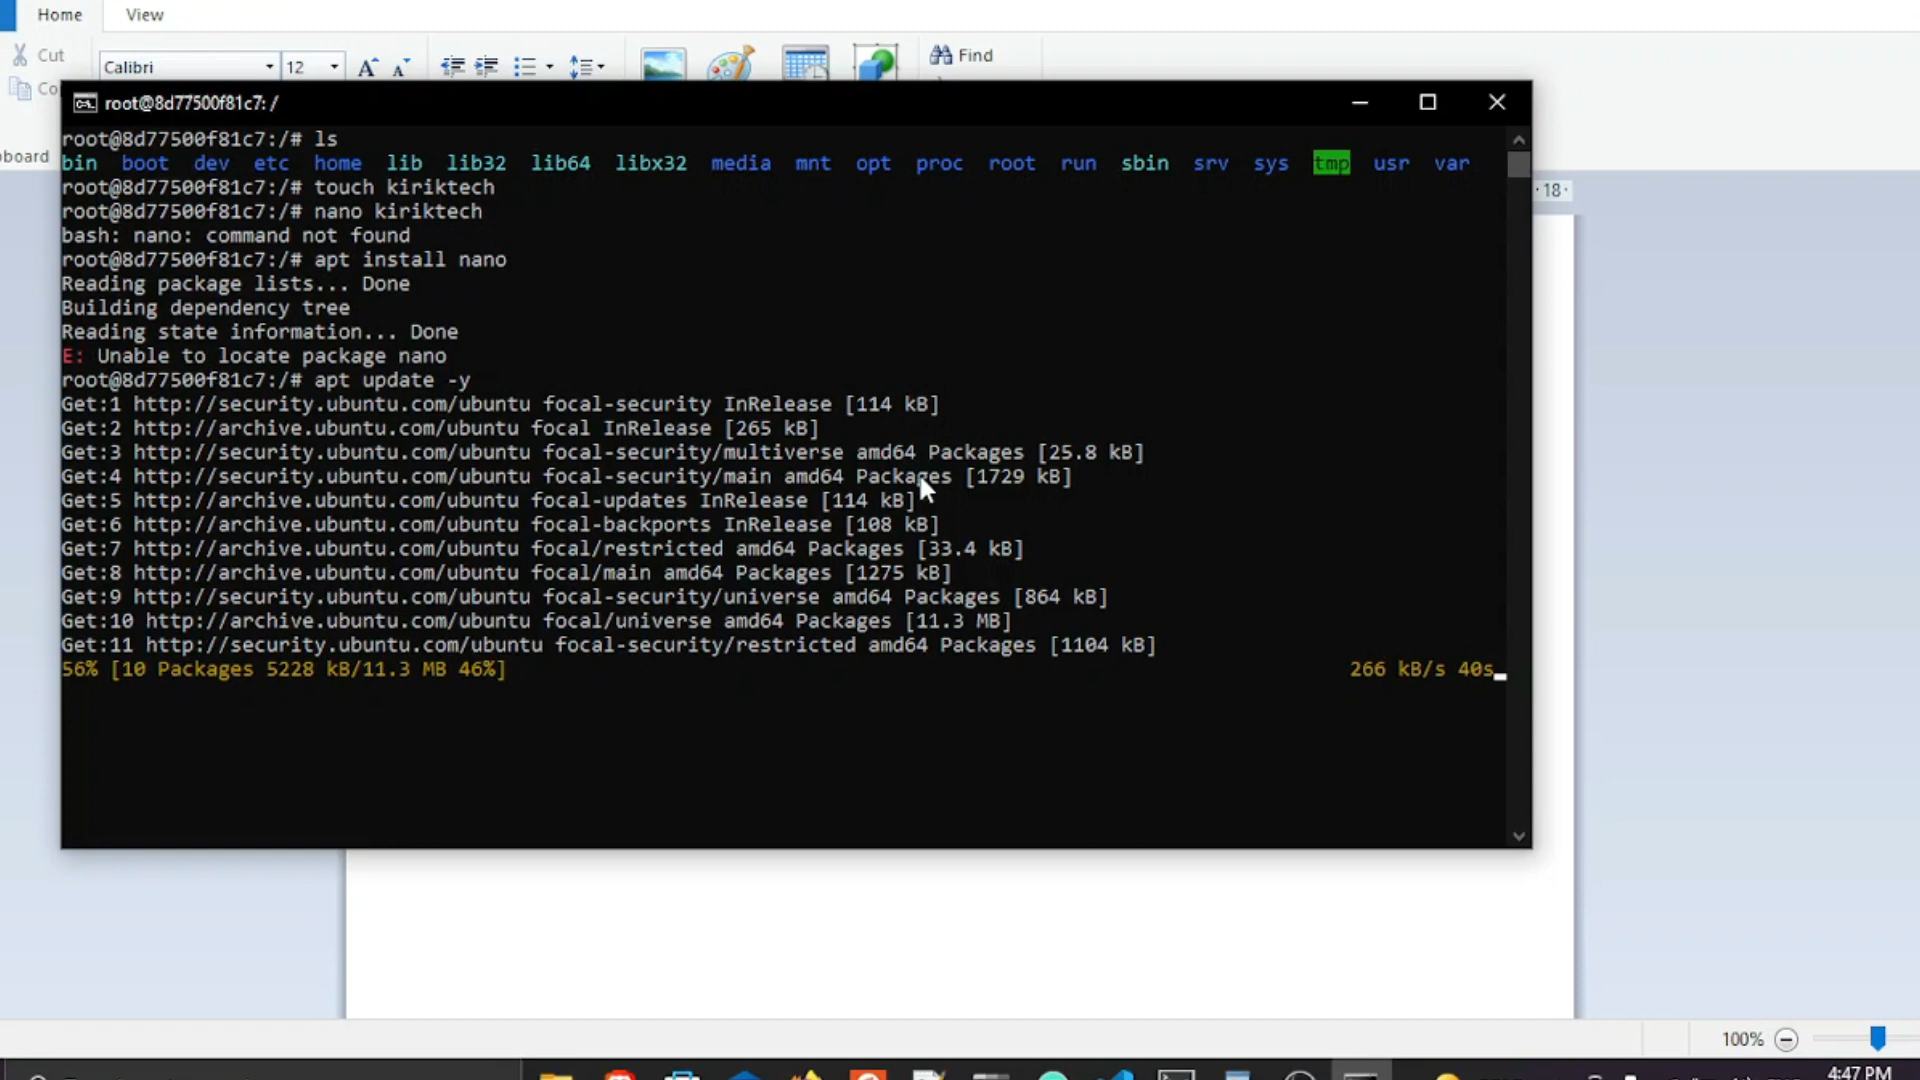 Home View
Cut
Calibri 12 Find
Co
board
18
root@8d77500f81c7: /
root@8d77500f81c7:/# ls
bin boot dev etc home lib lib32 lib64 libx32 media mnt opt proc root run sbin srv sys tmp usr var
root@8d77500f81c7:/# touch kiriktech
root@8d77500f81c7:/# nano kiriktech
bash: nano: command not found
root@8d77500f81c7:/# apt install nano
Reading package lists... Done
Building dependency tree
Reading state information... Done
E: Unable to locate package nano
root@8d77500f81c7:/# apt update -y
Get:1 http://security.ubuntu.com/ubuntu focal-security InRelease [114 kB]
Get:2 http://archive.ubuntu.com/ubuntu focal InRelease [265 kB]
Get:3 http://security.ubuntu.com/ubuntu focal-security/multiverse amd64 Packages [25.8 kB]
Get:4 http://security.ubuntu.com/ubuntu focal-security/main amd64 Packages [1729 kB]
Get:5 http://archive.ubuntu.com/ubuntu focal-updates InRelease [114 kB]
Get:6 http://archive.ubuntu.com/ubuntu focal-backports InRelease [108 kB]
Get:7 http://archive.ubuntu.com/ubuntu focal/restricted amd64 Packages [33.4 kB]
Get:8 http://archive.ubuntu.com/ubuntu focal/main amd64 Packages [1275 kB]
Get:9 http://security.ubuntu.com/ubuntu focal-security/universe amd64 Packages [864 kB]
Get:10 http://archive.ubuntu.com/ubuntu focal/universe amd64 Packages [11.3 MB]
Get:11 http://security.ubuntu.com/ubuntu focal-security/restricted amd64 Packages [1104 kB]
56% [10 Packages 5228 kB/11.3 MB 46%] 266 kB/s 40s
100%
4:47 PM